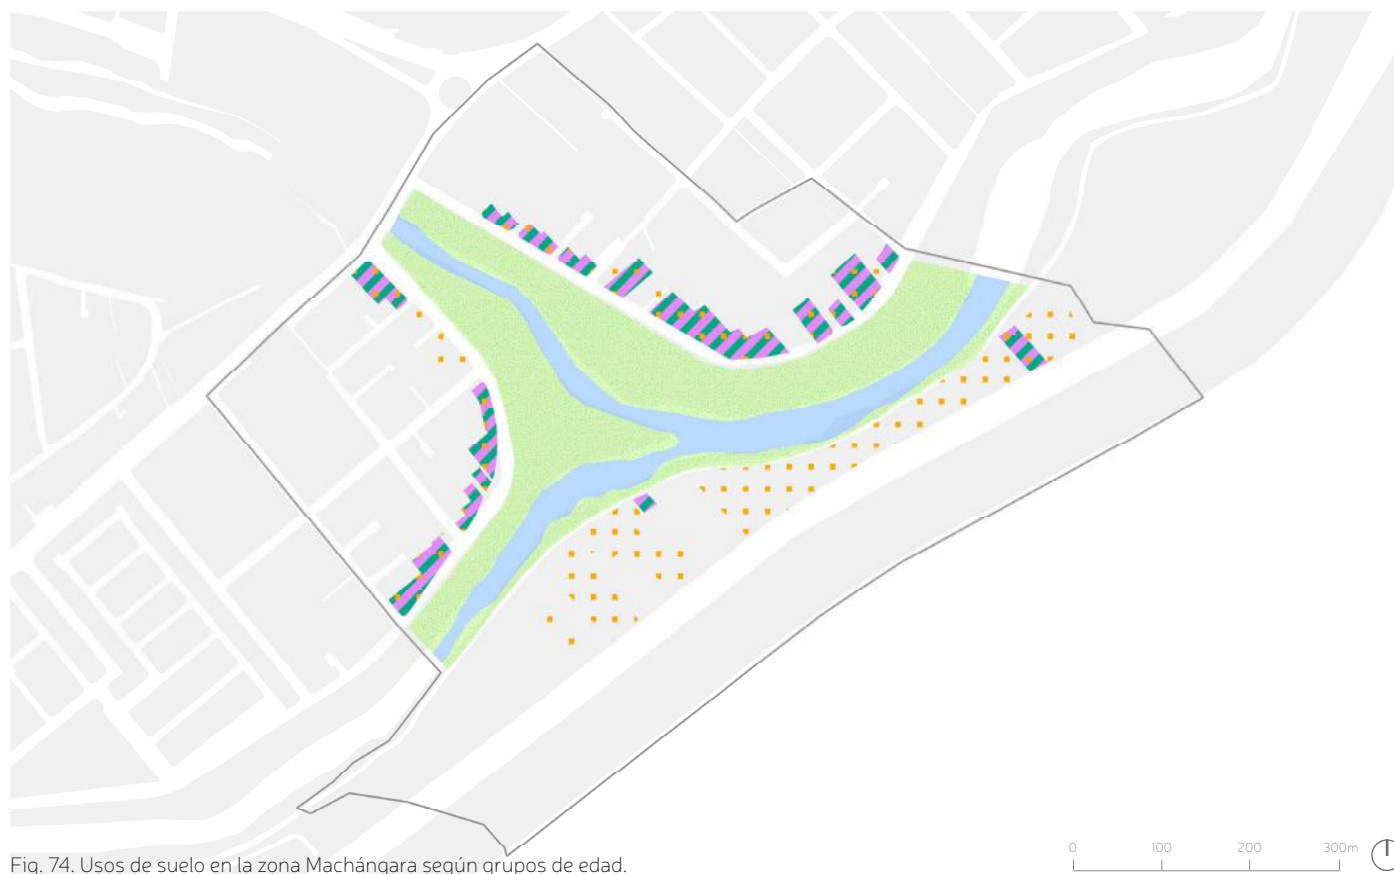 0 100 200 300m
Fig. 74. Usos de suelo en la zona Machángara según grupos de edad.